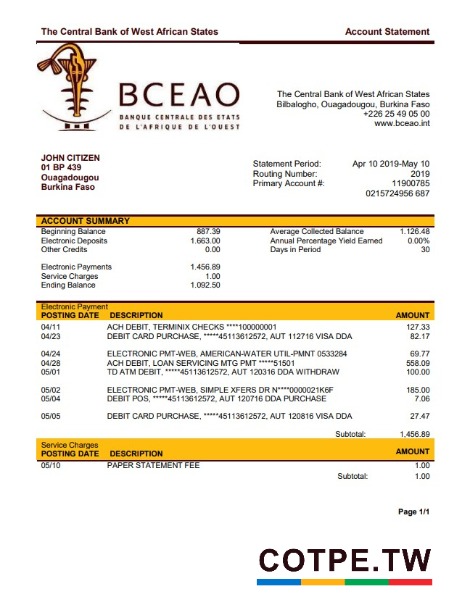 The Central Bank of West African States Account Statement
BCEAO
BANQUE CENTRALE DES ETATS
DE L'AFRIQUE DE L'OUEST
The Central Bank of West African States
Bilbalogho, Ouagadougou, Burkina Faso
+226 25 49 05 00
www.bceao.int
JOHN CITIZEN
01 BP 439
Ouagadougou
Burkina Faso
Statement Period: Apr 10 2019-May 10
Routing Number: 2019
Primary Account #: 11900785
0215724956 687
ACCOUNT SUMMARY
Beginning Balance 887.39 Average Collected Balance 1.126.48
Electronic Deposits 1.663.00 Annual Percentage Yield Earned 0.00%
Other Credits 0.00 Days in Period 30
Electronic Payments 1,456.89
Service Charges 1.00
Ending Balance 1.092.50
Electronic Payment
POSTING DATE DESCRIPTION AMOUNT
04/11 ACH DEBIT, TERMINIX CHECKS ****100000001 127.33
04/23 DEBIT CARD PURCHASE, *****45113612572, AUT 112716 VISA DDA 82.17
04/24 ELECTRONIC PMT-WEB, AMERICAN-WATER UTIL-PMNT 0533284 69.77
04/28 ACH DEBIT, LOAN SERVICING MTG PMT *****51501 558.09
05/01 TD ATM DEBIT, *****45113612572, AUT 120316 DDA WITHDRAW 100.00
05/02 ELECTRONIC PMT-WEB, SIMPLE XFERS DR N****0000021K6F 185.00
05/04 DEBIT POS, *****45113612572, AUT 120716 DDA PURCHASE 7.06
05/05 DEBIT CARD PURCHASE, *****45113612572, AUT 120816 VISA DDA 27.47
Subtotal: 1,456.89
Service Charges
POSTING DATE DESCRIPTION AMOUNT
05/10 PAPER STATEMENT FEE 1.00
Subtotal: 1.00
Page 1/1
COTPE.TW